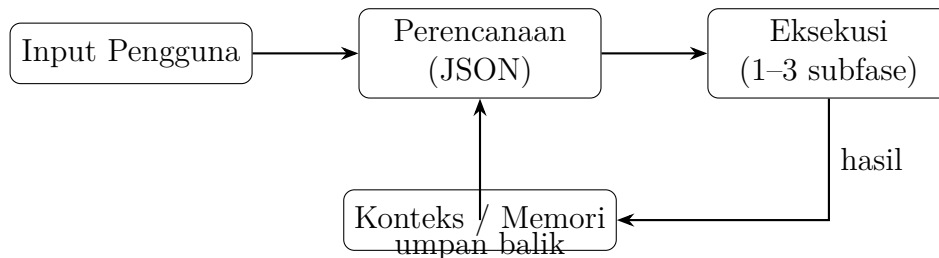 Input Pengguna
Perencanaan
(JSON)
Eksekusi
(1–3 subfase)
hasil
Konteks / Memori
umpan balik